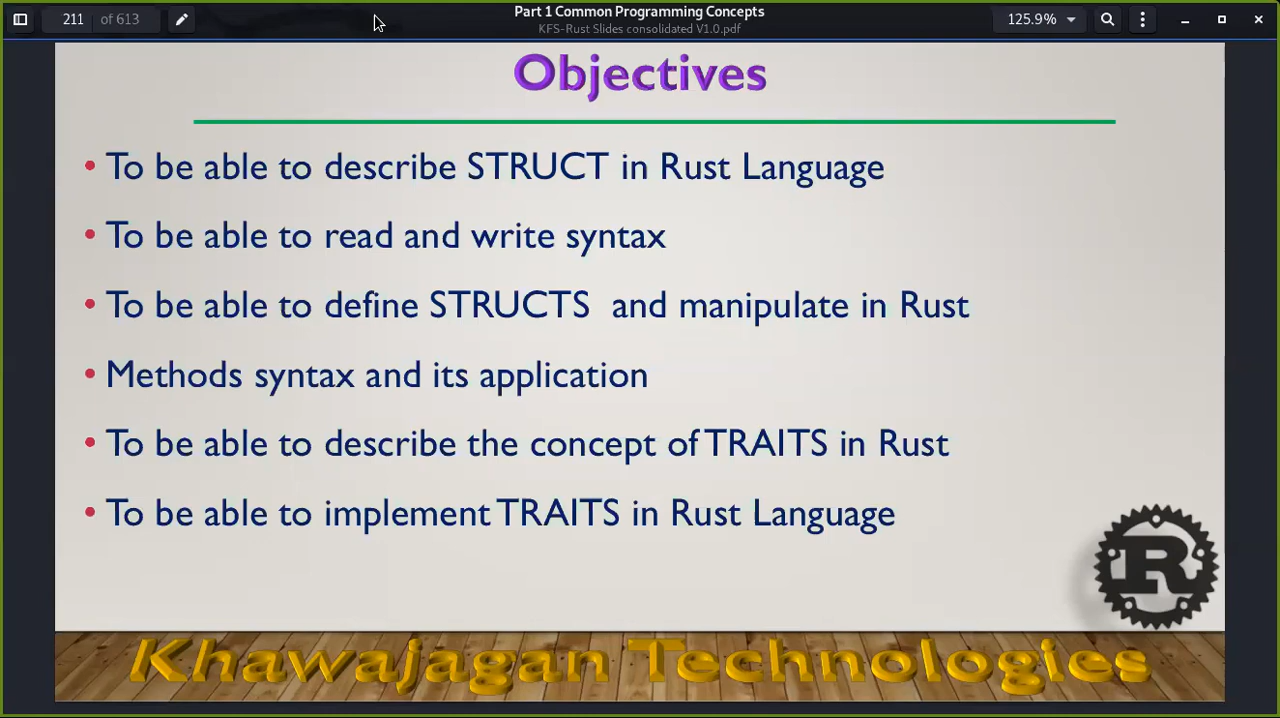 211 of 613
Part 1 Common Programming Concepts
KFS-Rust Slides consolidated V1.0.pdf
125.9%
Objectives
• To be able to describe STRUCT in Rust Language
• To be able to read and write syntax
• To be able to define STRUCTS and manipulate in Rust
• Methods syntax and its application
• To be able to describe the concept of TRAITS in Rust
• To be able to implement TRAITS in Rust Language
R
Khawajagan Technologies